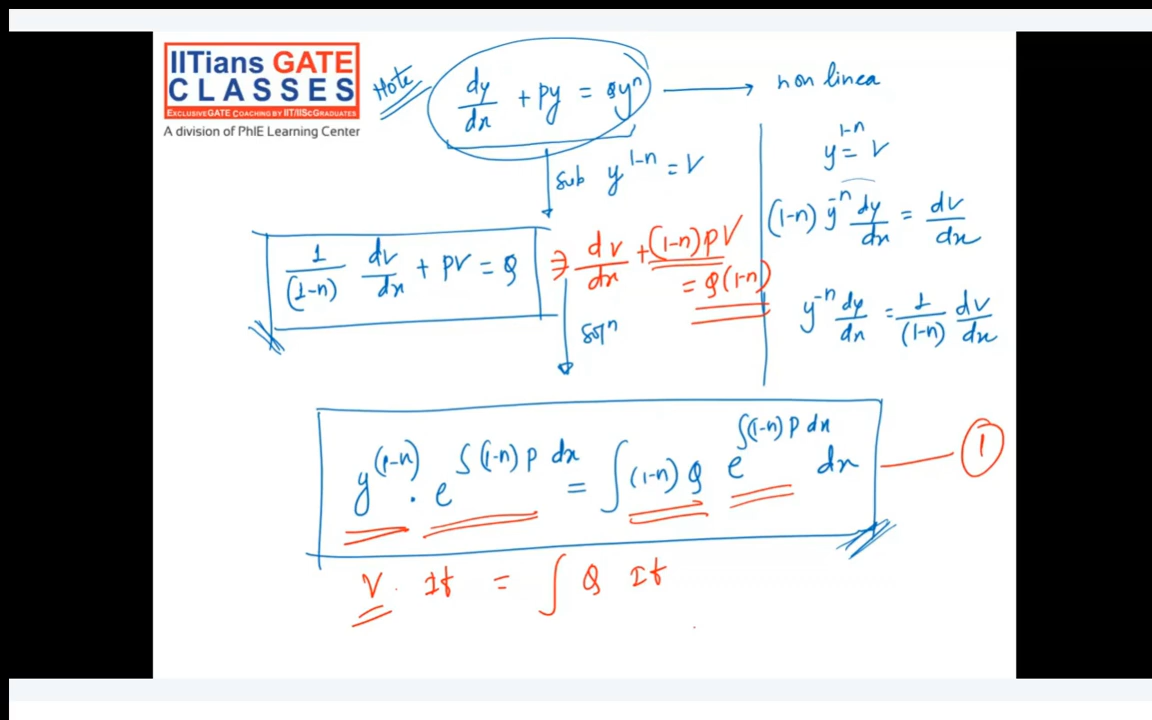 IITians GATE
CLASSES
EXCLUSIVE GATE COACHING BY IIT/IISc GRADUATES
A division of PhIE Learning Center
Note
dy/dx + Py = Qy^n → non linea
sub y^(1-n) = V
1/(1-n) dv/dx + PV = Q
⇒ dv/dx + (1-n) PV
= Q(1-n)
sol^n
y^(1-n) = V
(1-n) y^-n dy/dx = dv/dx
y^-n dy/dx = 1/(1-n) dv/dx
y^(1-n) . e^(∫(1-n) P dx) = ∫ (1-n) Q e^(∫(1-n) P dx) dx — 1
V . If = ∫ Q If